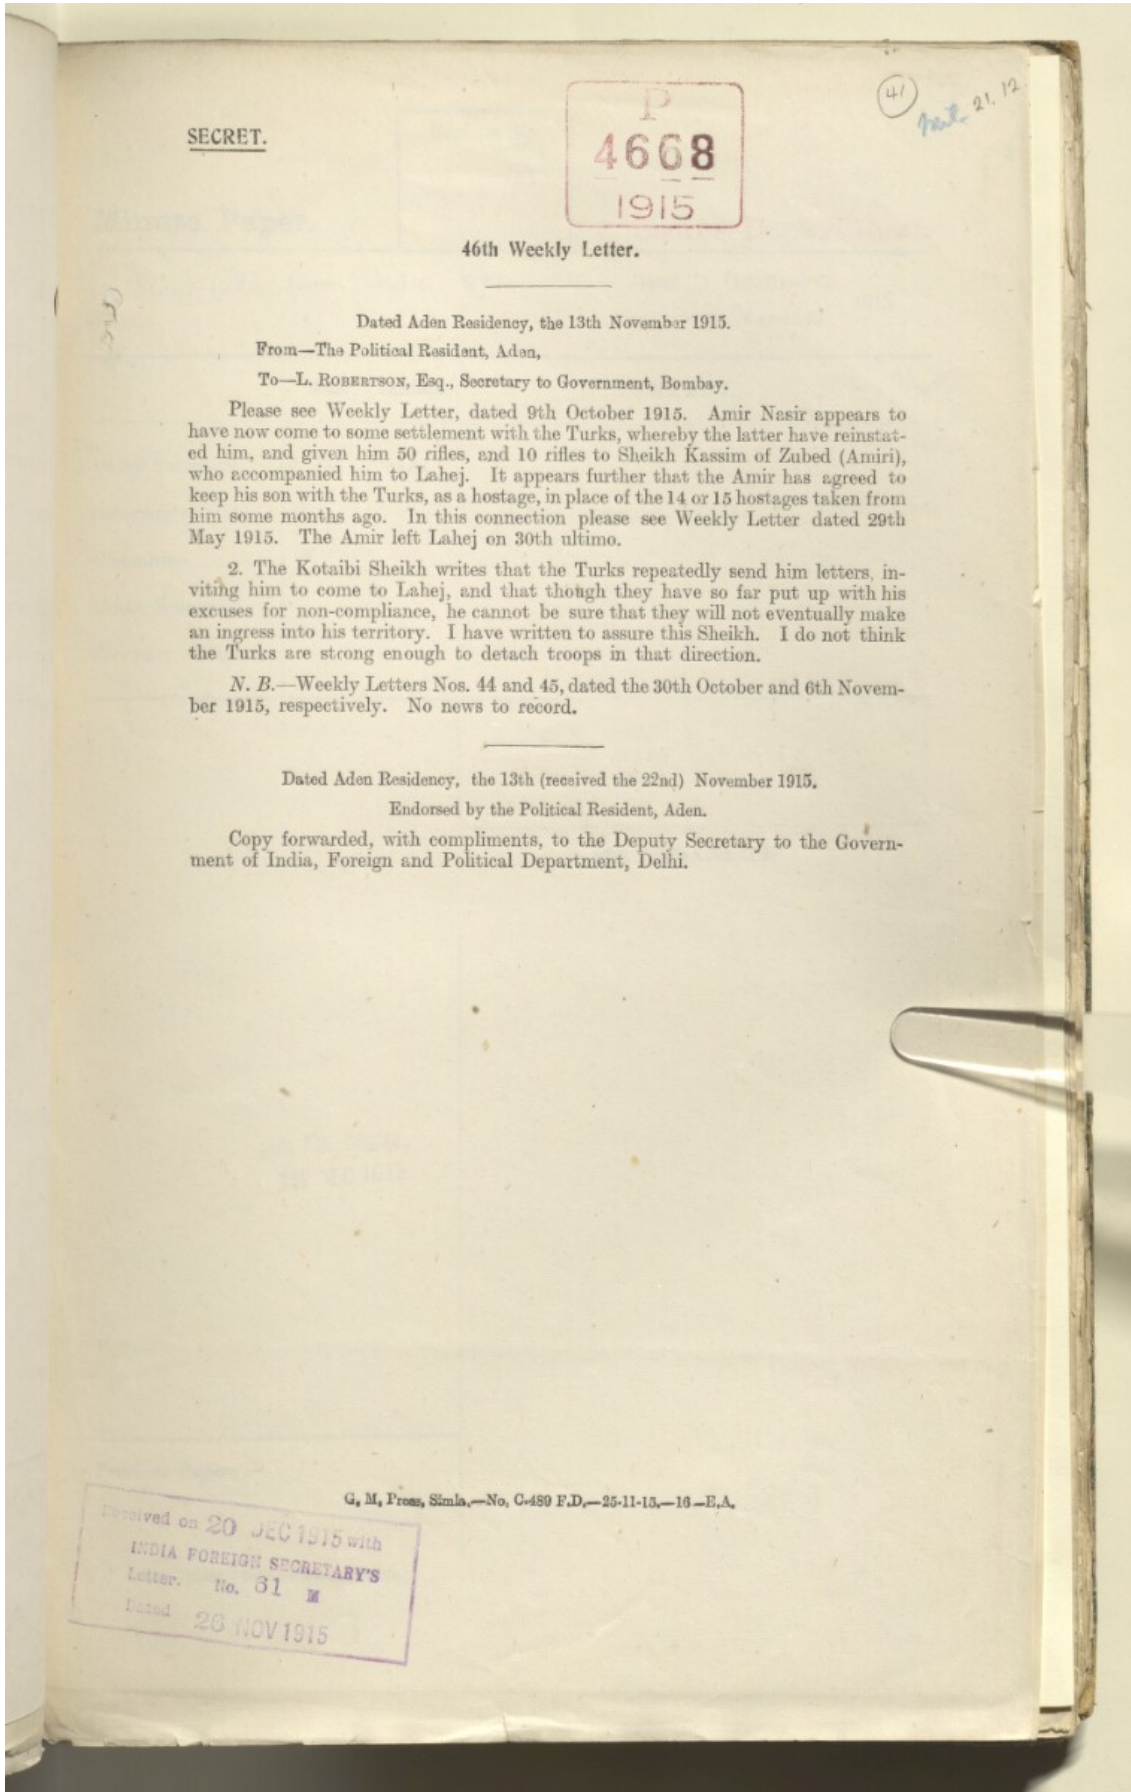 41
21.12
SECRET.
P
4668
1915
46th Weekly Letter.
Dated Aden Residency, the 13th November 1915.
From—The Political Resident, Aden,
To—L. ROBERTSON, Esq., Secretary to Government, Bombay.
Please see Weekly Letter, dated 9th October 1915. Amir Nasir appears to
have now come to some settlement with the Turks, whereby the latter have reinstat-
ed him, and given him 50 rifles, and 10 rifles to Sheikh Kassim of Zubed (Amiri),
who accompanied him to Lahej. It appears further that the Amir has agreed to
keep his son with the Turks, as a hostage, in place of the 14 or 15 hostages taken from
him some months ago. In this connection please see Weekly Letter dated 29th
May 1915. The Amir left Lahej on 30th ultimo.
2. The Kotaibi Sheikh writes that the Turks repeatedly send him letters, in-
viting him to come to Lahej, and that though they have so far put up with his
excuses for non-compliance, he cannot be sure that they will not eventually make
an ingress into his territory. I have written to assure this Sheikh. I do not think
the Turks are strong enough to detach troops in that direction.
N. B.—Weekly Letters Nos. 44 and 45, dated the 30th October and 6th Novem-
ber 1915, respectively. No news to record.
Dated Aden Residency, the 13th (received the 22nd) November 1915.
Endorsed by the Political Resident, Aden.
Copy forwarded, with compliments, to the Deputy Secretary to the Govern-
ment of India, Foreign and Political Department, Delhi.
G. M. Press, Simla.—No. C-489 F.D.—25-11-15.—16—E.A.
Received on 20 DEC 1915 with
INDIA FOREIGN SECRETARY'S
Letter. No. 61 M
Dated 26 NOV 1915